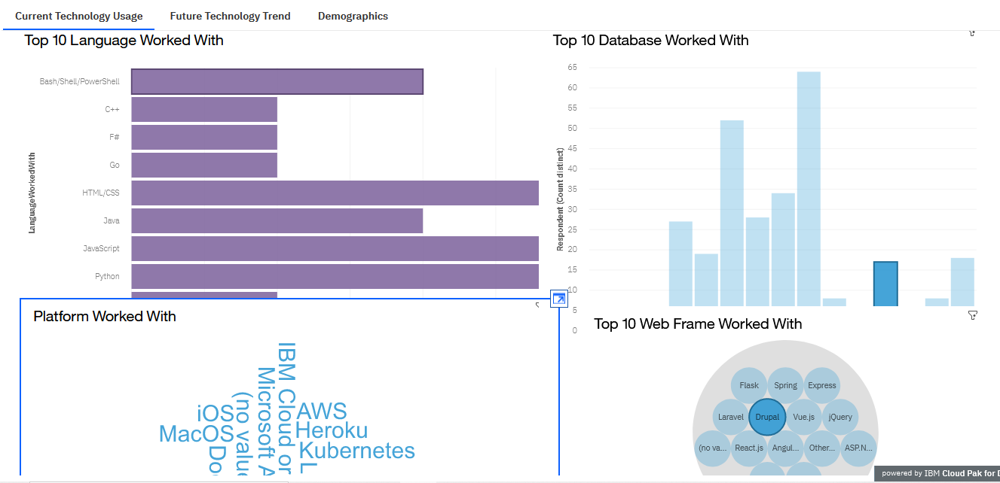 Current Technology Usage
Future Technology Trend
Demographics
Top 10 Language Worked With
LanguageWorkedWith
Bash/Shell/PowerShell
C++
F#
Go
HTML/CSS
Java
JavaScript
Python
Top 10 Database Worked With
Respondent (Count distinct)
65
60
55
50
45
40
35
30
25
20
15
10
5
0
Platform Worked With
IBM Cloud or
Microsoft A
(no value
iOS
MacOS
Do
AWS
Heroku
Kubernetes
L
Top 10 Web Frame Worked With
Flask
Spring
Express
Laravel
Drupal
Vue.js
jQuery
(no va...
React.js
Angul...
Other...
ASP.N...
powered by IBM Cloud Pak for D